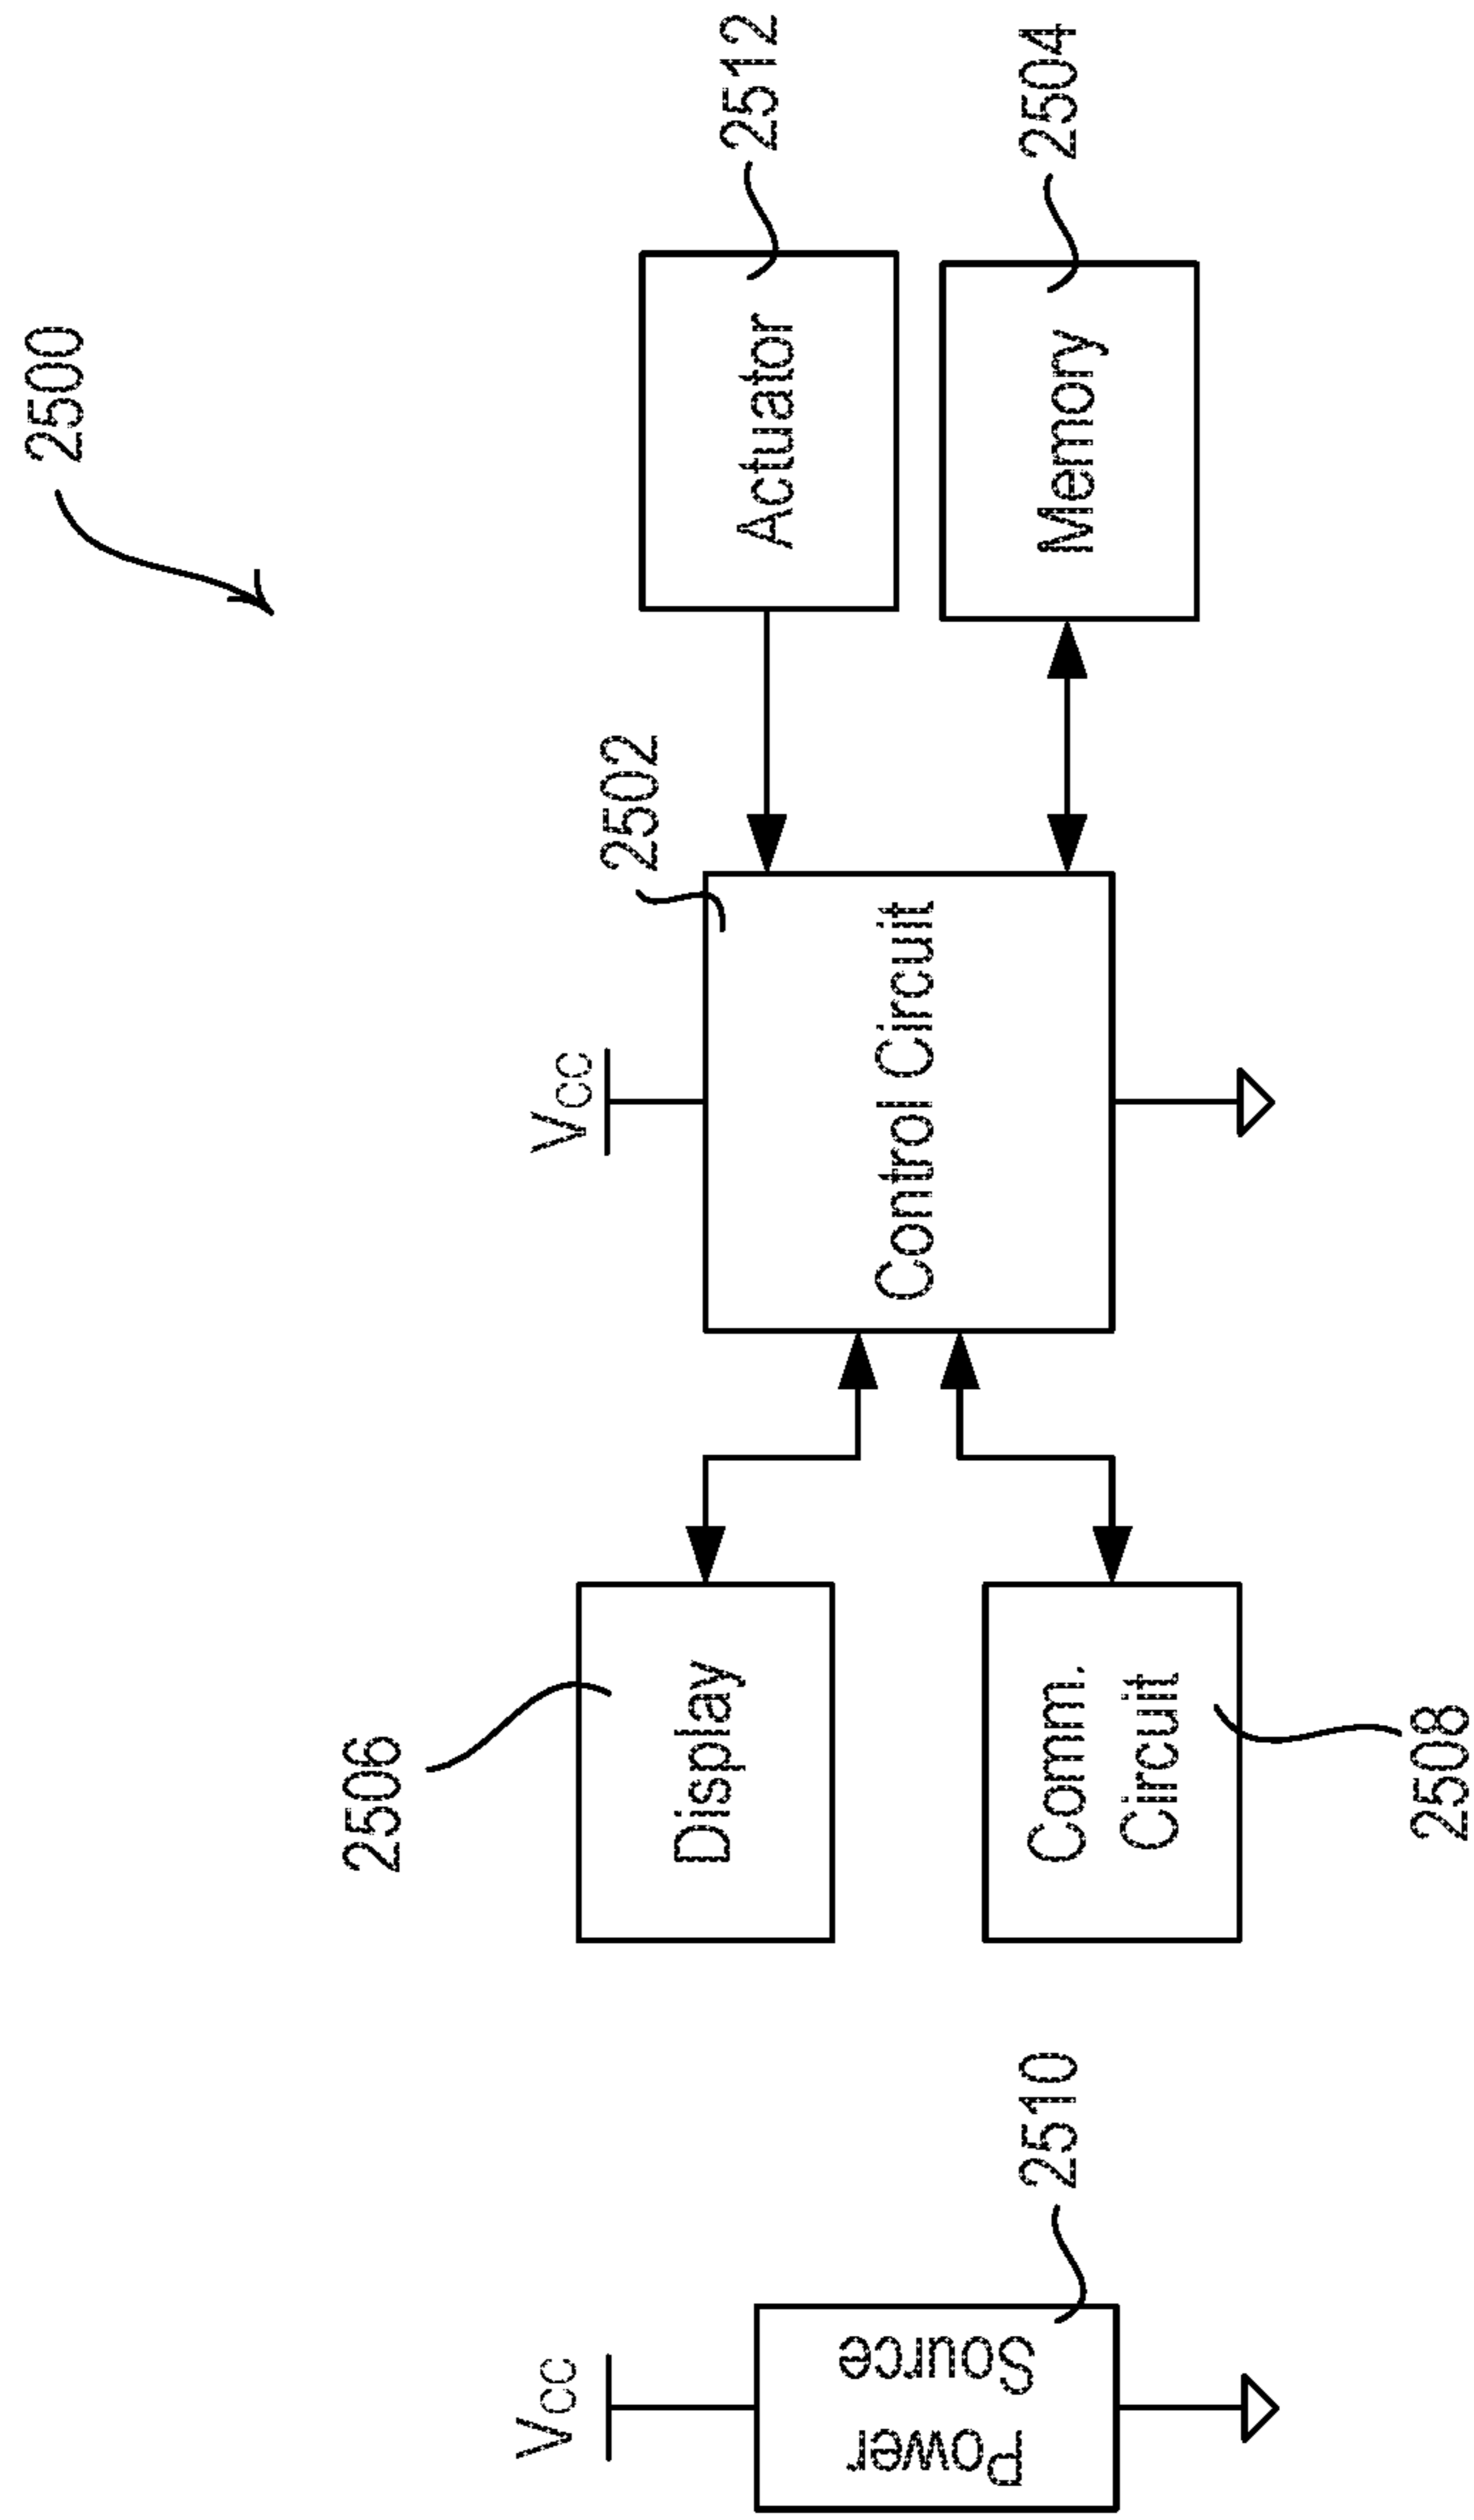 2500
2512
Actuator
2504
Memory
2502
VCC
Control Circuit
2506
Display
Comm.
Circuit
2508
VCC
2510
Power
Source